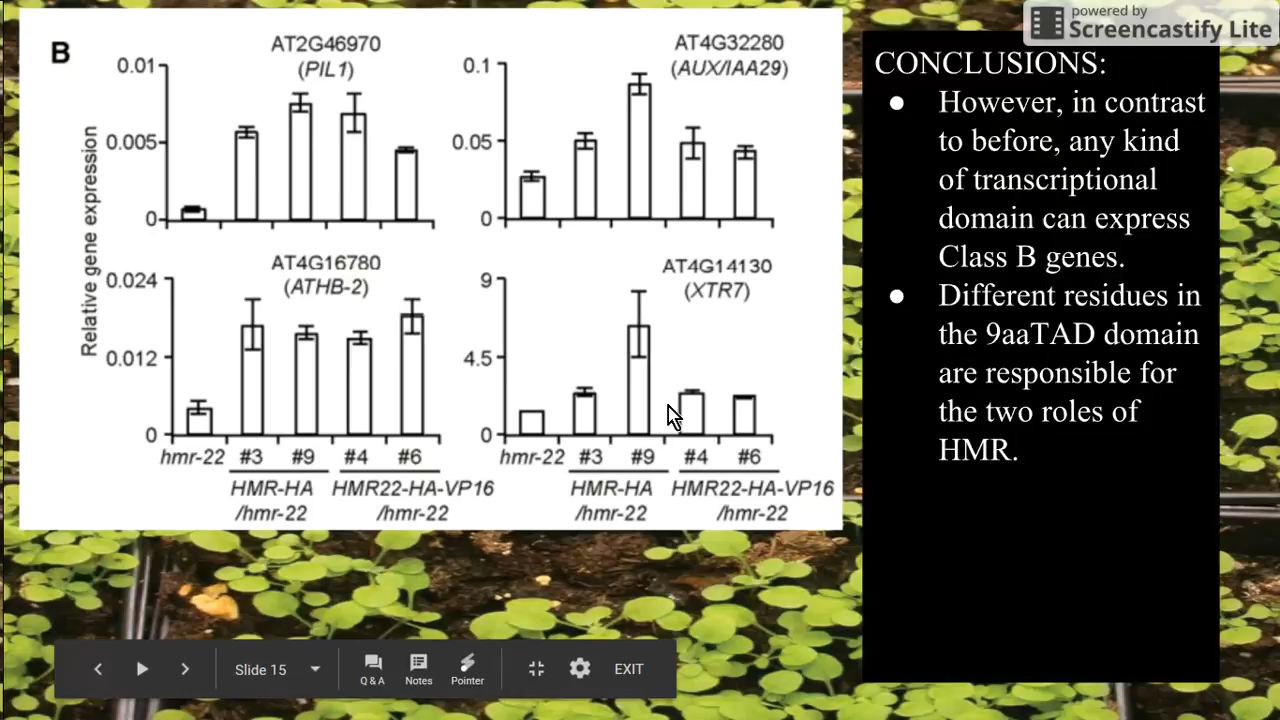 powered by
Screencastify Lite
B
AT2G46970
(PIL1)
0.01
0.005
0
AT4G32280
(AUX/IAA29)
0.1
0.05
0
Relative gene expression
AT4G16780
(ATHB-2)
0.024
0.012
0
AT4G14130
(XTR7)
9
4.5
0
hmr-22 #3 #9 #4 #6
HMR-HA HMR22-HA-VP16
/hmr-22 /hmr-22
hmr-22 #3 #9 #4 #6
HMR-HA HMR22-HA-VP16
/hmr-22 /hmr-22
CONCLUSIONS:
● However, in contrast
to before, any kind
of transcriptional
domain can express
Class B genes.
● Different residues in
the 9aaTAD domain
are responsible for
the two roles of
HMR.
Slide 15
Q & A Notes Pointer
EXIT